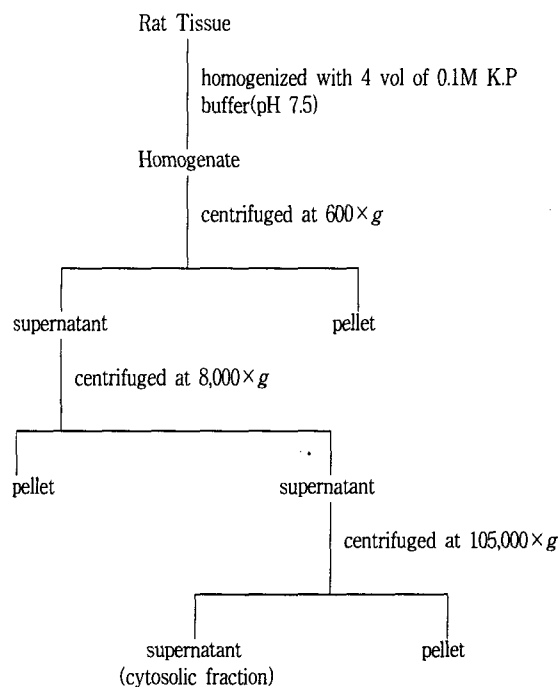 Rat Tissue
homogenized with 4 vol of 0.1M K.P
buffer(pH 7.5)
Homogenate
centrifuged at 600×g
supernatant
pellet
centrifuged at 8,000×g
pellet
supernatant
centrifuged at 105,000×g
supernatant
(cytosolic fraction)
pellet